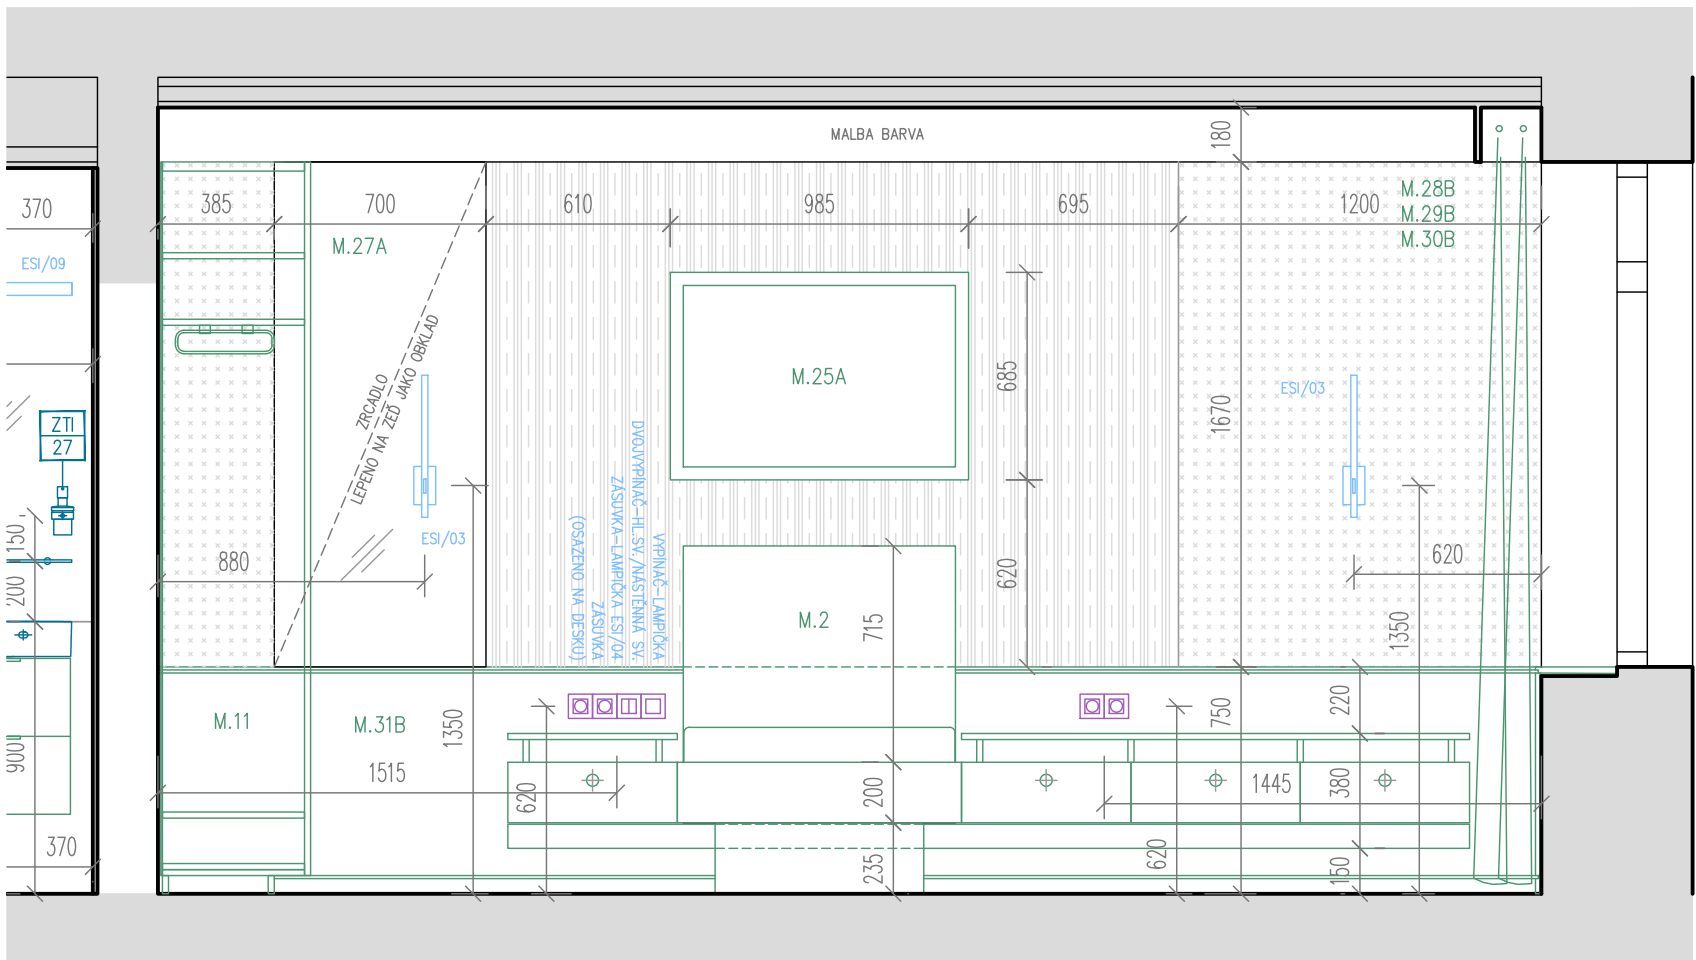 MALBA BARVA
180
M.28B
M.29B
M.30B
370
385
700
610
985
695
1200
M.27A
ESI/09
ZRCADLO
LEPENO NA ZEĎ JAKO OBKLAD
M.25A
685
1670
ESI/03
ZTI
27
ESI/03
DVOJVYPÍNAČ-HL.SV./NÁSTĚNNÁ SV.
ZÁSUVKA-LAMPIČKA ESI/04
VYPÍNAČ-LAMPIČKA
ZÁSUVKA
(OSAZENO NA DESKU)
150
200
880
620
620
1350
M.2
715
M.11
M.31B
1350
750
220
900
1515
620
200
1445
380
370
235
620
150